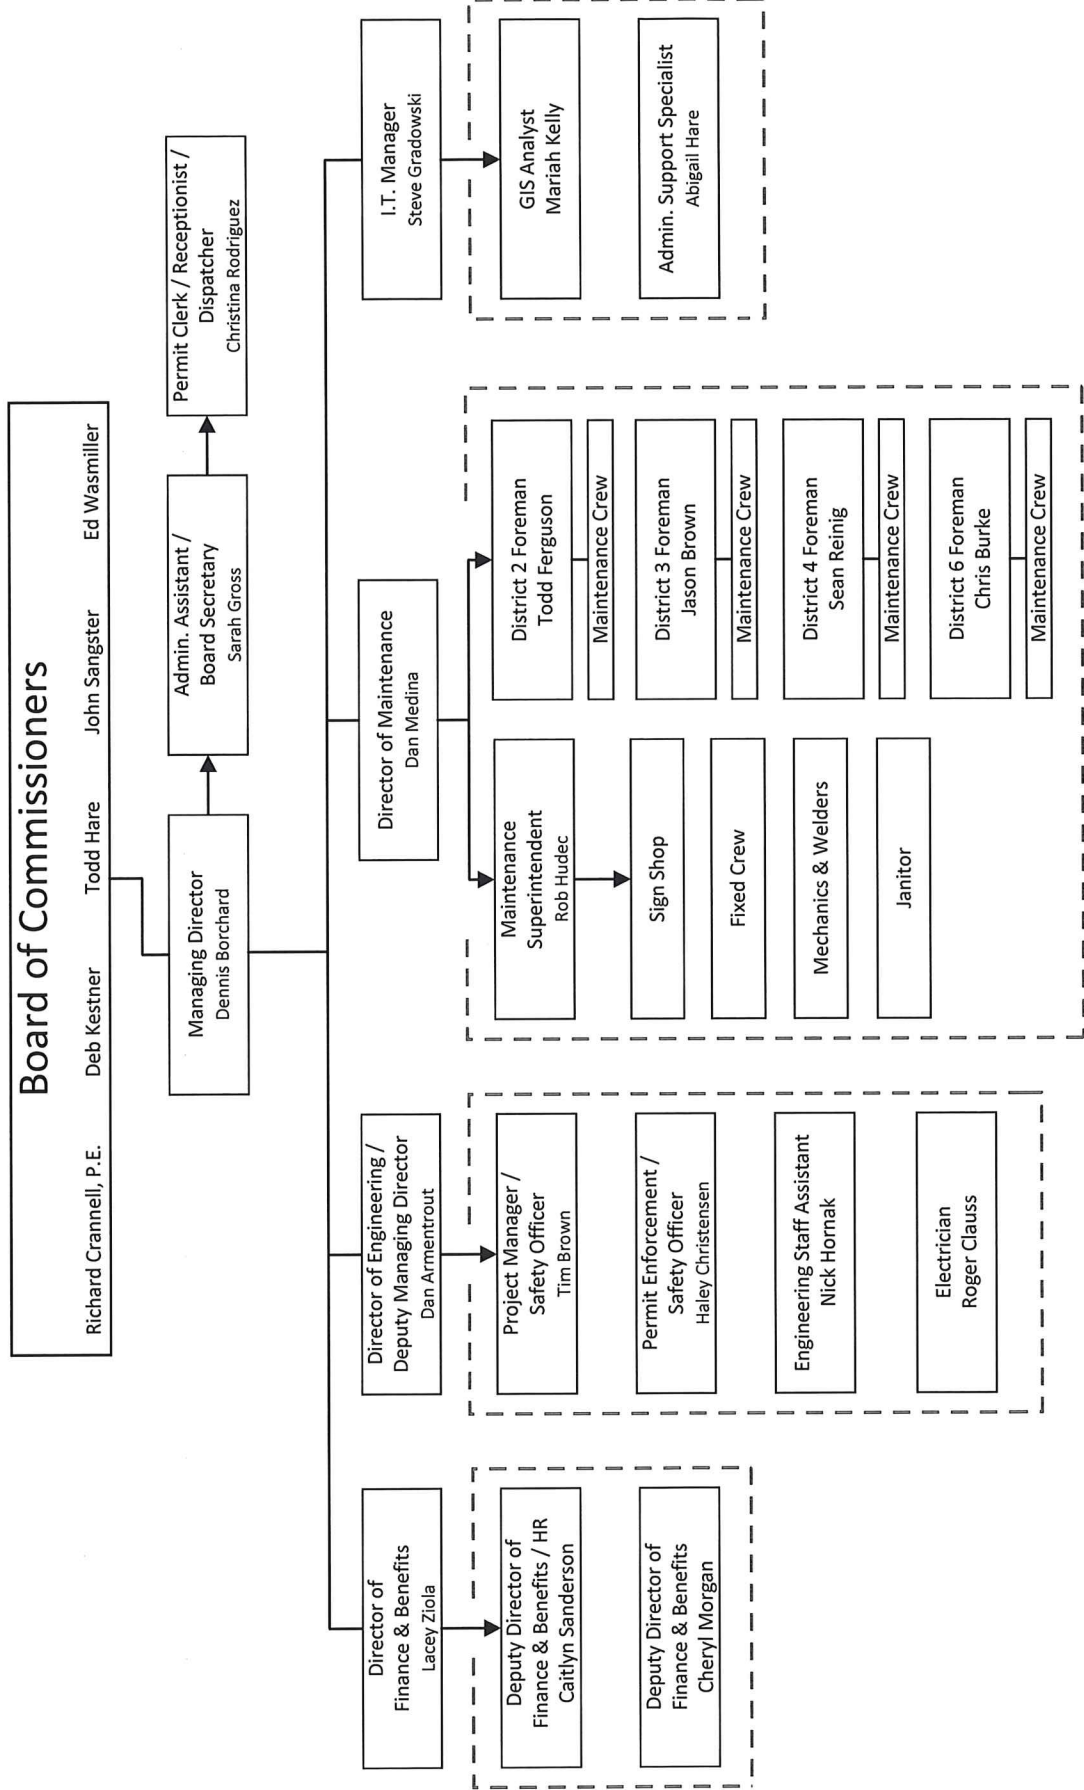 Board of Commissioners
Richard Crannell, P.E.
Deb Kestner
Todd Hare
John Sangster
Ed Wasmiller
Managing Director
Dennis Borchard
Admin. Assistant /
Board Secretary
Sarah Gross
Permit Clerk / Receptionist /
Dispatcher
Christina Rodriguez
Director of
Finance & Benefits
Lacey Ziola
Deputy Director of
Finance & Benefits / HR
Caitlyn Sanderson
Deputy Director of
Finance & Benefits
Cheryl Morgan
Director of Engineering /
Deputy Managing Director
Dan Armentrout
Project Manager /
Safety Officer
Tim Brown
Permit Enforcement /
Safety Officer
Haley Christensen
Engineering Staff Assistant
Nick Hornak
Electrician
Roger Clauss
Director of Maintenance
Dan Medina
Maintenance
Superintendent
Rob Hudec
Sign Shop
Fixed Crew
Mechanics & Welders
Janitor
District 2 Foreman
Todd Ferguson
Maintenance Crew
District 3 Foreman
Jason Brown
Maintenance Crew
District 4 Foreman
Sean Reinig
Maintenance Crew
District 6 Foreman
Chris Burke
Maintenance Crew
I.T. Manager
Steve Gradowski
GIS Analyst
Mariah Kelly
Admin. Support Specialist
Abigail Hare